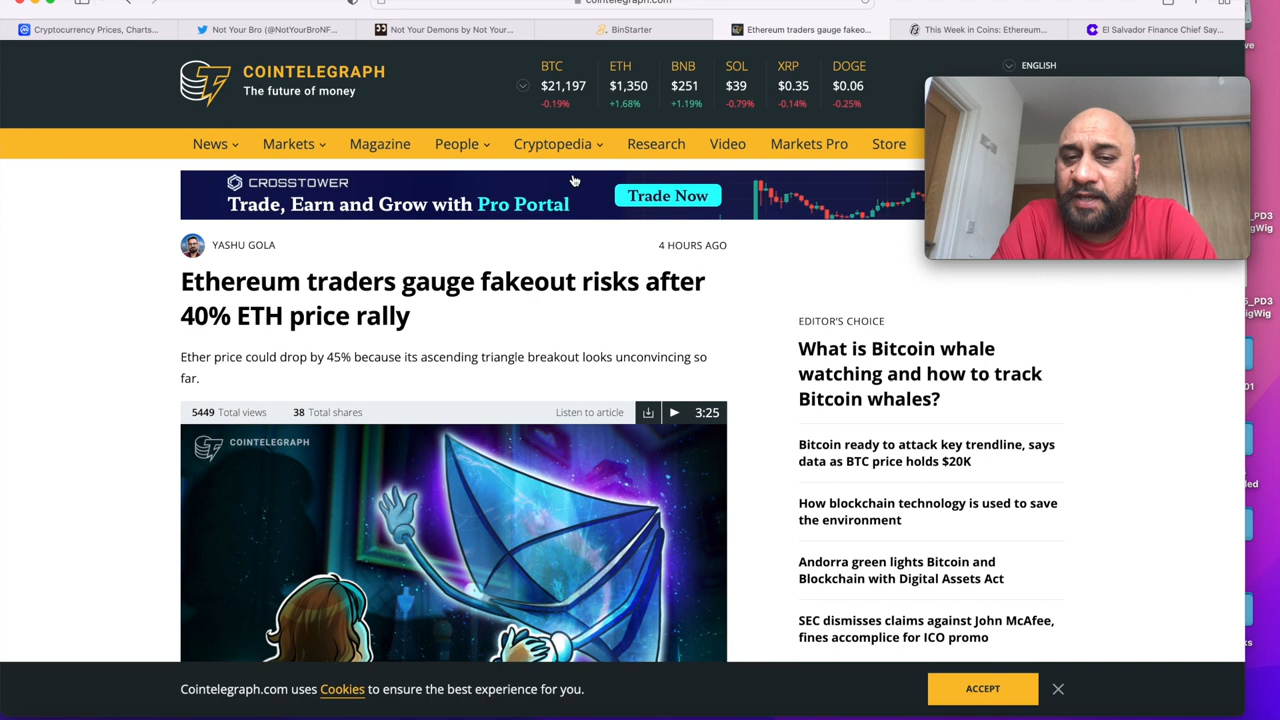 cointelegraph.com
Cryptocurrency Prices, Charts...
Not Your Bro (@NotYourBroNF...
Not Your Demons by Not Your...
BinStarter
Ethereum traders gauge fakeo...
This Week in Coins: Ethereum...
El Salvador Finance Chief Say...
COINTELEGRAPH
The future of money
BTC ETH BNB SOL XRP DOGE
$21,197 $1,350 $251 $39 $0.35 $0.06
-0.19% +1.68% +1.19% -0.79% -0.14% -0.25%
ENGLISH
News Markets Magazine People Cryptopedia Research Video Markets Pro Store
CROSSTOWER
Trade, Earn and Grow with Pro Portal
Trade Now
YASHU GOLA
4 HOURS AGO
Ethereum traders gauge fakeout risks after
40% ETH price rally
Ether price could drop by 45% because its ascending triangle breakout looks unconvincing so
far.
5449 Total views 38 Total shares Listen to article 3:25
COINTELEGRAPH
EDITOR'S CHOICE
What is Bitcoin whale
watching and how to track
Bitcoin whales?
Bitcoin ready to attack key trendline, says
data as BTC price holds $20K
How blockchain technology is used to save
the environment
Andorra green lights Bitcoin and
Blockchain with Digital Assets Act
SEC dismisses claims against John McAfee,
fines accomplice for ICO promo
Cointelegraph.com uses Cookies to ensure the best experience for you.
ACCEPT
_PD3
gWig
_PD3
gWig
01